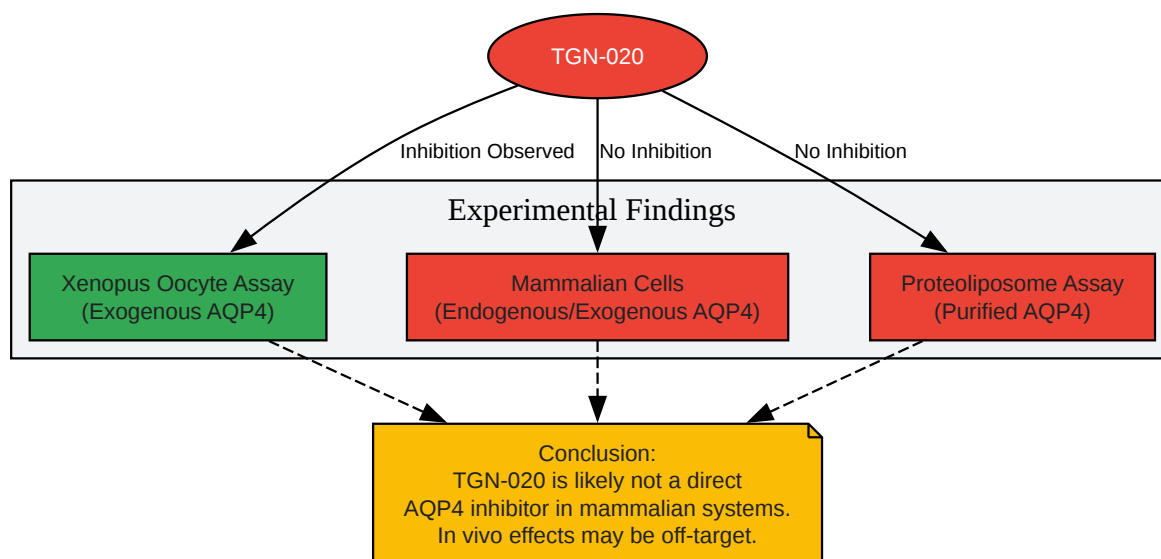 TGN-020
Inhibition Observed
No Inhibition
No Inhibition
Experimental Findings
Xenopus Oocyte Assay
(Exogenous AQP4)
Mammalian Cells
(Endogenous/Exogenous AQP4)
Proteoliposome Assay
(Purified AQP4)
Conclusion:
TGN-020 is likely not a direct
AQP4 inhibitor in mammalian systems.
In vivo effects may be off-target.